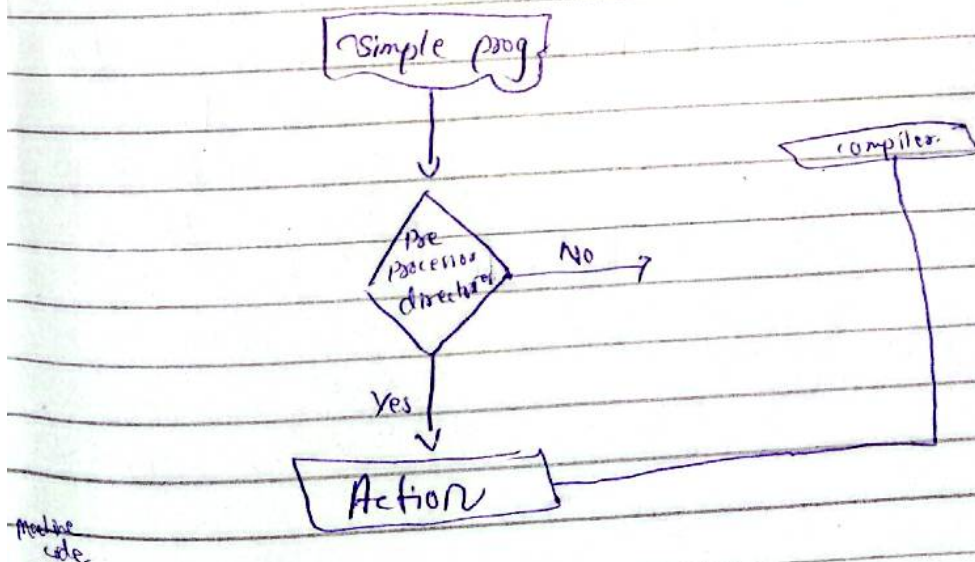 Simple prog
compiler
Pre
processor
directives
No
Yes
Action
Machine
code